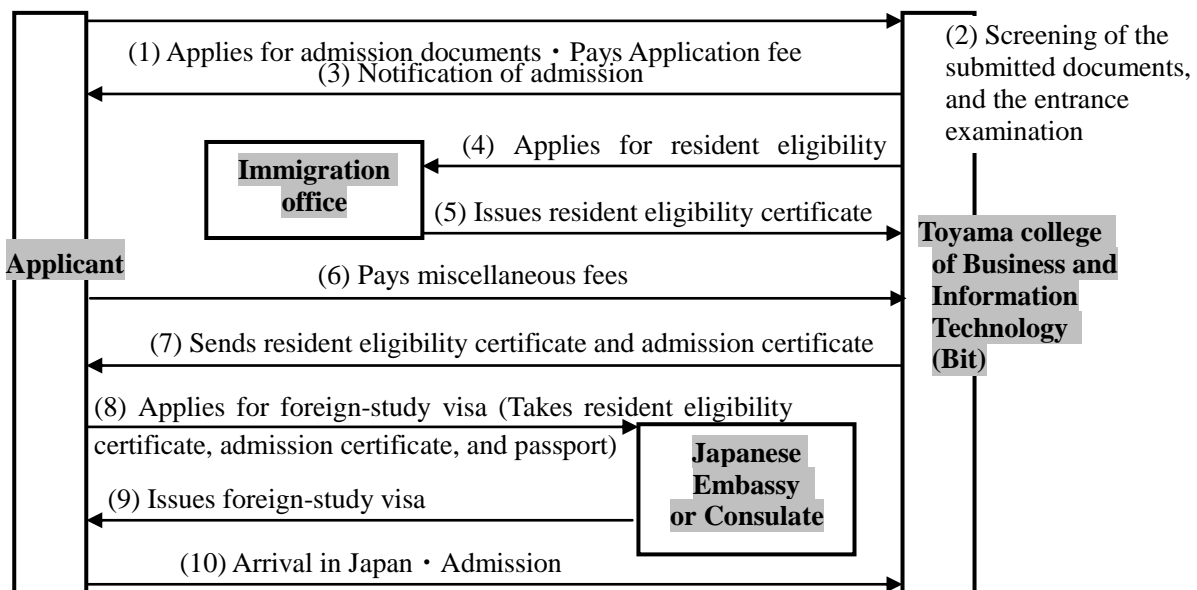 (1) Applies for admission documents・Pays Application fee
(2) Screening of the
submitted documents,
and the entrance
examination
(3) Notification of admission
(4) Applies for resident eligibility
Immigration
office
(5) Issues resident eligibility certificate
Applicant
Toyama college
of Business and
Information
Technology
(Bit)
(6) Pays miscellaneous fees
(7) Sends resident eligibility certificate and admission certificate
(8) Applies for foreign-study visa (Takes resident eligibility
certificate, admission certificate, and passport)
Japanese
Embassy
or Consulate
(9) Issues foreign-study visa
(10) Arrival in Japan・Admission